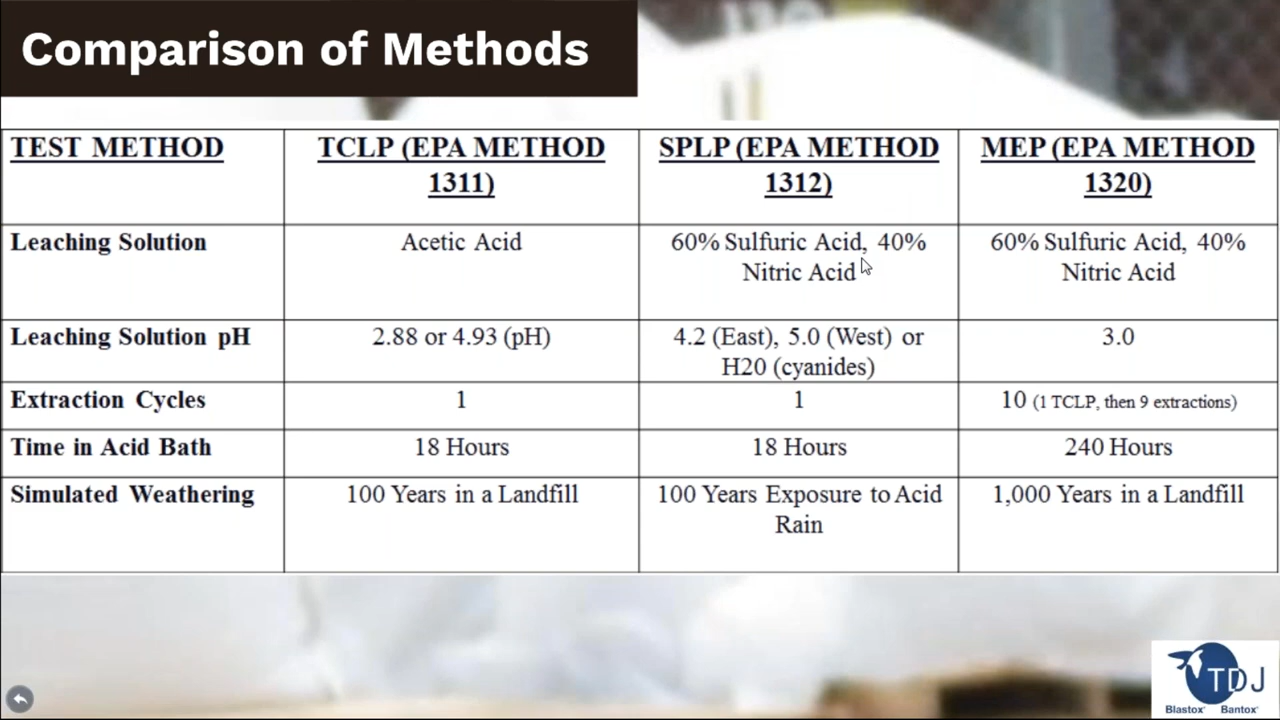 Comparison of Methods
TEST METHOD
TCLP (EPA METHOD
1311)
SPLP (EPA METHOD
1312)
MEP (EPA METHOD
1320)
Leaching Solution
Acetic Acid
60% Sulfuric Acid, 40%
Nitric Acid
60% Sulfuric Acid, 40%
Nitric Acid
Leaching Solution pH
2.88 or 4.93 (pH)
4.2 (East), 5.0 (West) or
H20 (cyanides)
3.0
Extraction Cycles
1
1
10 (1 TCLP, then 9 extractions)
Time in Acid Bath
18 Hours
18 Hours
240 Hours
Simulated Weathering
100 Years in a Landfill
100 Years Exposure to Acid
Rain
1,000 Years in a Landfill
TDJ
Blastox® Bantox®